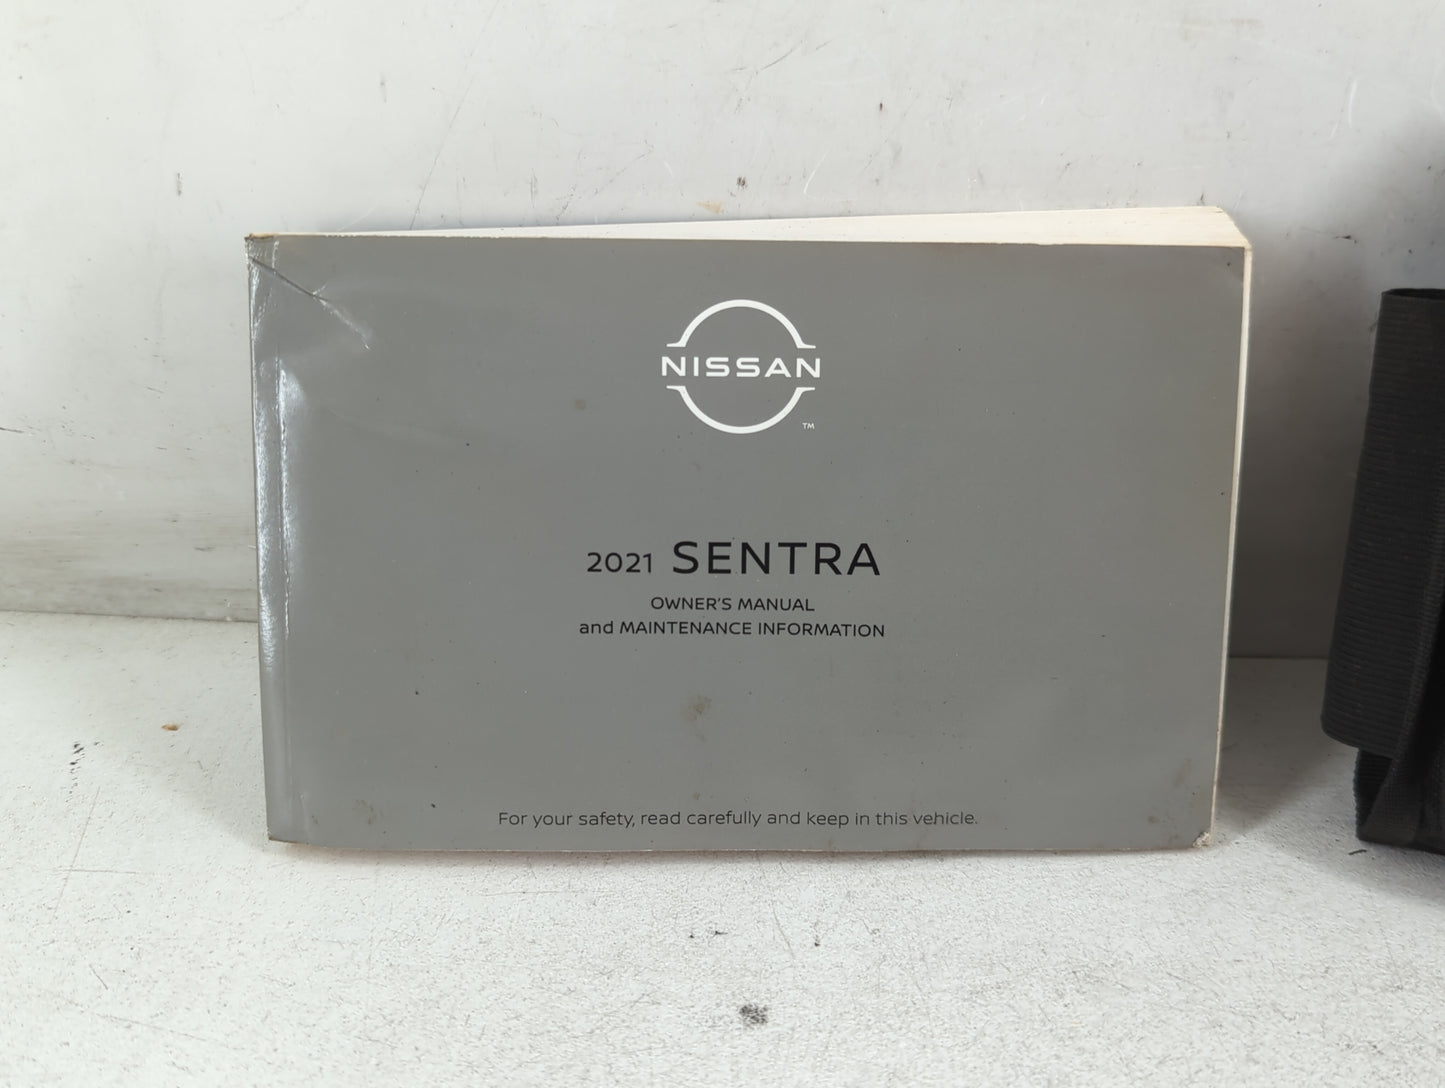 NISSAN
TM
2021 SENTRA
OWNER'S MANUAL
and MAINTENANCE INFORMATION
For your safety, read carefully and keep in this vehicle.